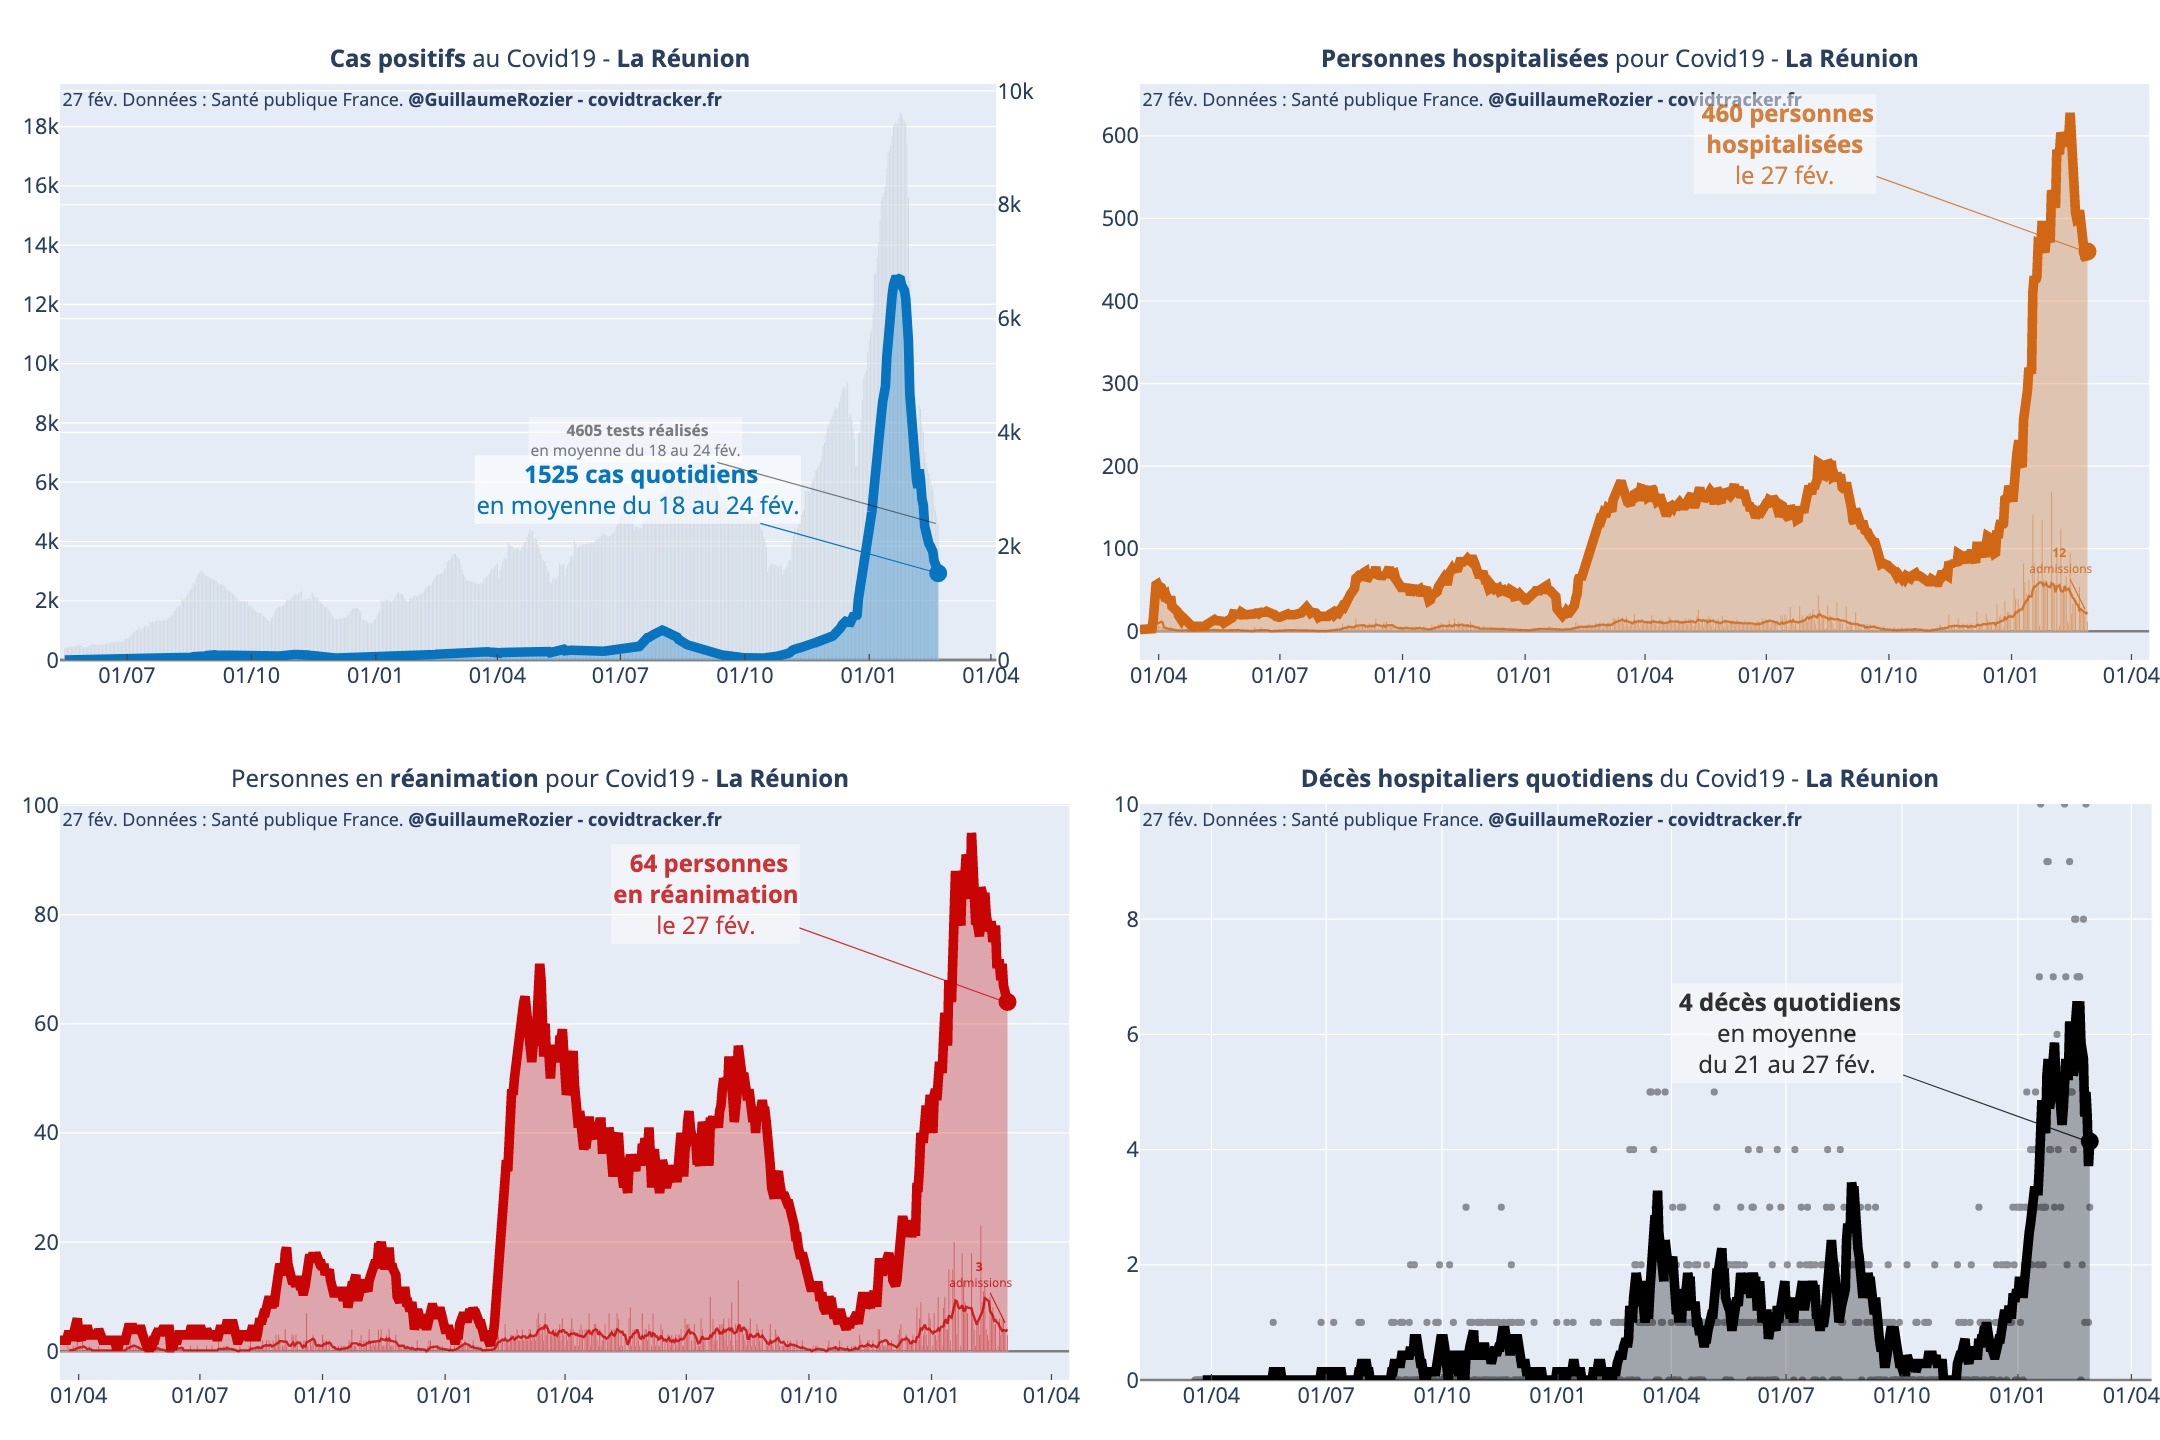 Cas positifs au Covid19 - La Réunion
27 fév. Données : Santé publique France. @GuillaumeRozier - covidtracker.fr
18k
16k
14k
12k
10k
8k
6k
4k
2k
0
10k
8k
6k
4k
2k
0
4605 tests réalisés
en moyenne du 18 au 24 fév.
1525 cas quotidiens
en moyenne du 18 au 24 fév.
01/07 01/10 01/01 01/04 01/07 01/10 01/01 01/04
Personnes hospitalisées pour Covid19 - La Réunion
27 fév. Données : Santé publique France. @GuillaumeRozier - covidtracker.fr
600
500
400
300
200
100
0
460 personnes
hospitalisées
le 27 fév.
12
admissions
01/04 01/07 01/10 01/01 01/04 01/07 01/10 01/01 01/04
Personnes en réanimation pour Covid19 - La Réunion
27 fév. Données : Santé publique France. @GuillaumeRozier - covidtracker.fr
100
80
60
40
20
0
64 personnes
en réanimation
le 27 fév.
3
admissions
01/04 01/07 01/10 01/01 01/04 01/07 01/10 01/01 01/04
Décès hospitaliers quotidiens du Covid19 - La Réunion
27 fév. Données : Santé publique France. @GuillaumeRozier - covidtracker.fr
10
8
6
4
2
0
4 décès quotidiens
en moyenne
du 21 au 27 fév.
01/04 01/07 01/10 01/01 01/04 01/07 01/10 01/01 01/04